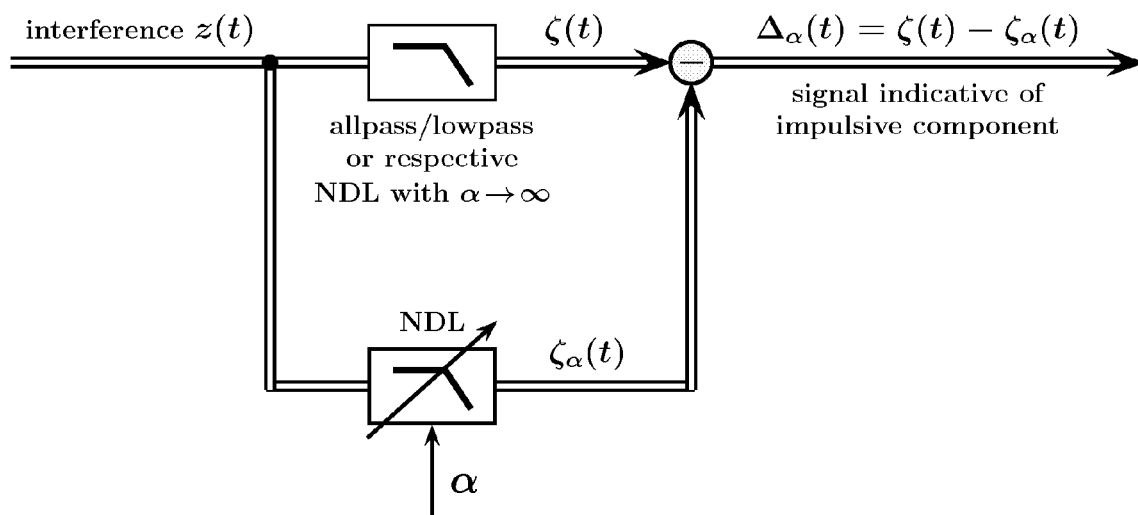 interference z(t)
ζ(t)
Δα(t) = ζ(t) − ζα(t)
−
allpass/lowpass
or respective
NDL with α→∞
signal indicative of
impulsive component
NDL
ζα(t)
α